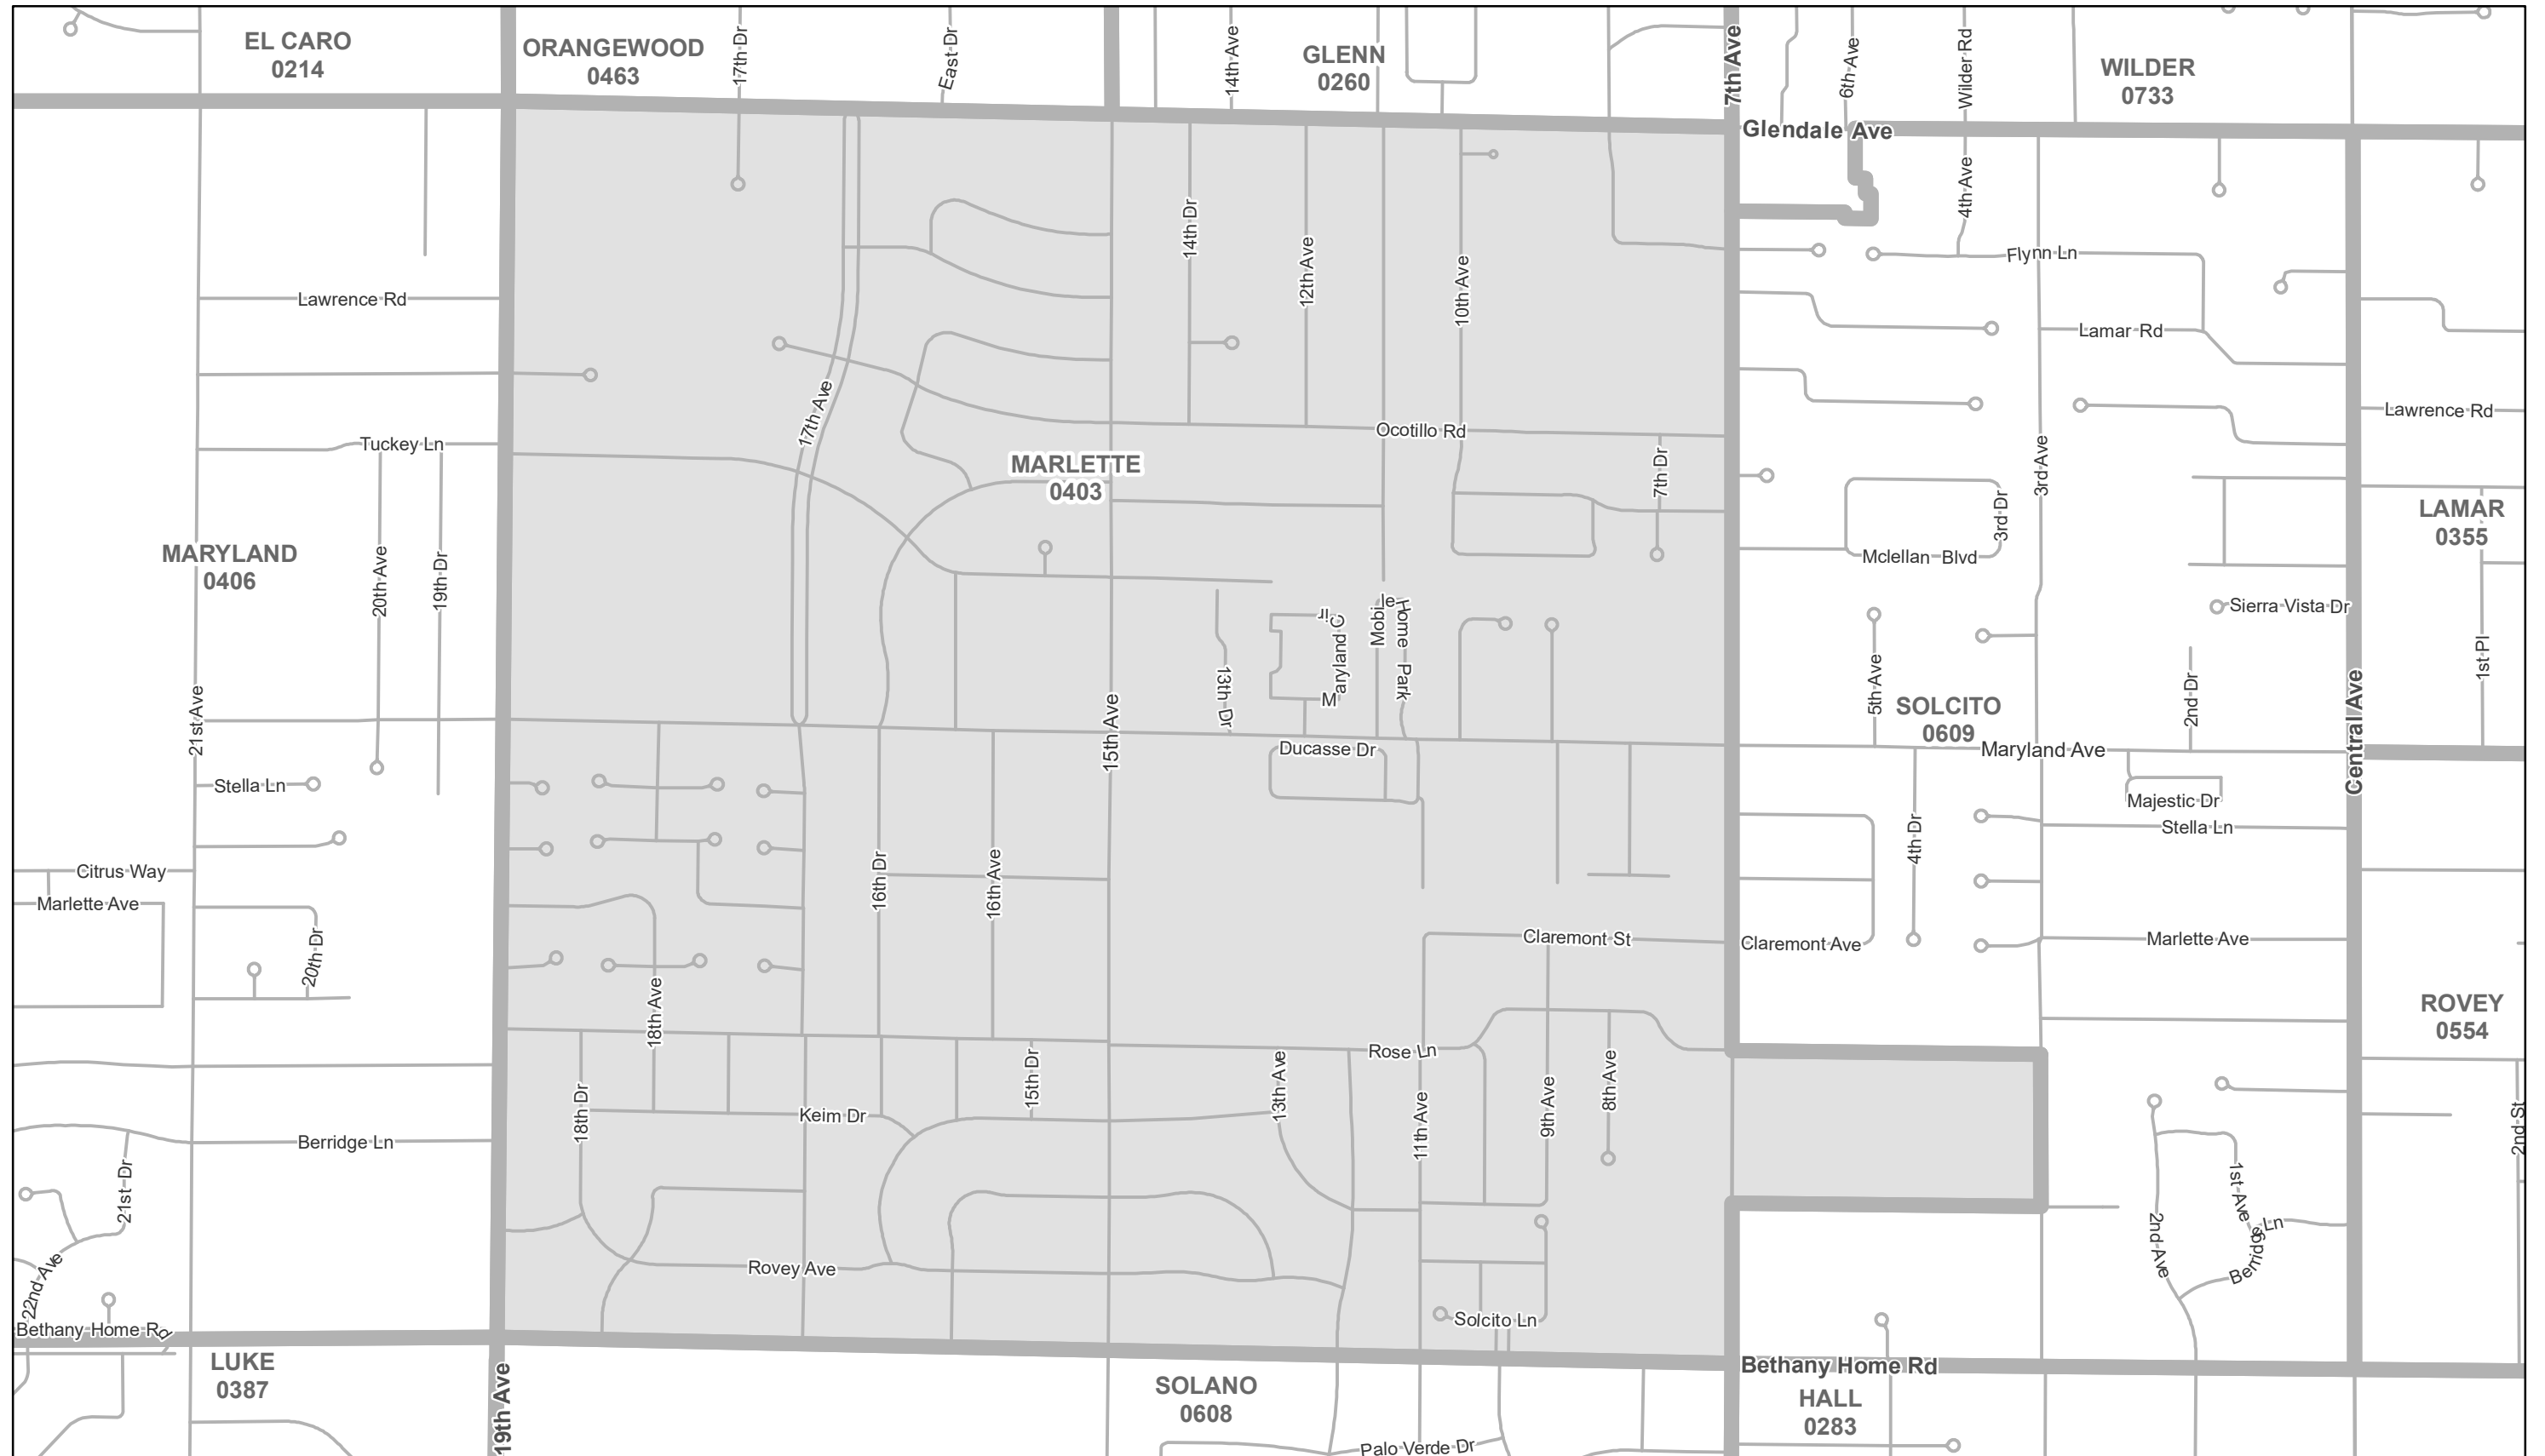 EL CARO
0214
ORANGEWOOD
0463
17th Dr
East Dr
14th Ave
GLENN
0260
7th Ave
6th Ave
Wilder Rd
WILDER
0733
Glendale Ave
4th Ave
14th Dr
12th Ave
10th Ave
Flynn Ln
Lawrence Rd
Lamar Rd
17th Ave
Lawrence Rd
Tuckey Ln
Ocotillo Rd
MARLETTE
0403
7th Dr
3rd Ave
3rd Dr
LAMAR
0355
MARYLAND
0406
20th Ave
19th Dr
Mclellan Blvd
Maryland Cir
Mobile Home Park
Sierra Vista Dr
13th Dr
5th Ave
SOLCITO
0609
2nd Dr
1st Pl
21st Ave
15th Ave
Central Ave
Ducasse Dr
Maryland Ave
Stella Ln
Majestic Dr
Stella Ln
4th Dr
Citrus Way
16th Dr
16th Ave
Marlette Ave
20th Dr
Claremont St
Claremont Ave
Marlette Ave
18th Ave
ROVEY
0554
Rose Ln
15th Dr
13th Ave
8th Ave
9th Ave
11th Ave
18th Dr
Keim Dr
2nd St
Berridge Ln
21st Dr
1st Ave
2nd Ave
Berridge Ln
22nd Ave
Rovey Ave
Solcito Ln
Bethany Home Rd
LUKE
0387
19th Ave
SOLANO
0608
Bethany Home Rd
HALL
0283
Palo Verde Dr